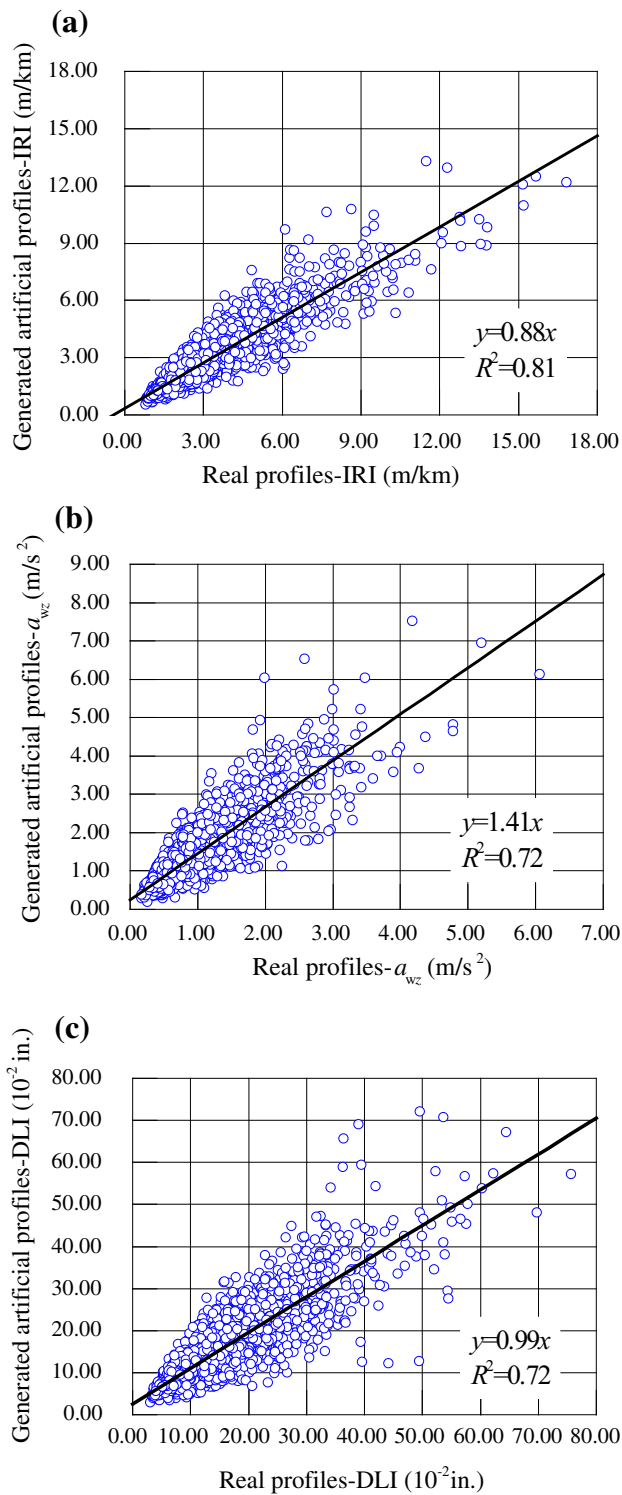 (a)
Generated artificial profiles-IRI (m/km)
18.00
15.00
12.00
9.00
6.00
3.00
0.00
y=0.88x
R²=0.81
0.00 3.00 6.00 9.00 12.00 15.00 18.00
Real profiles-IRI (m/km)
(b)
Generated artificial profiles-a_wz (m/s²)
9.00
8.00
7.00
6.00
5.00
4.00
3.00
2.00
1.00
0.00
y=1.41x
R²=0.72
0.00 1.00 2.00 3.00 4.00 5.00 6.00 7.00
Real profiles-a_wz (m/s²)
(c)
Generated artificial profiles-DLI (10⁻² in.)
80.00
70.00
60.00
50.00
40.00
30.00
20.00
10.00
0.00
y=0.99x
R²=0.72
0.00 10.00 20.00 30.00 40.00 50.00 60.00 70.00 80.00
Real profiles-DLI (10⁻²in.)